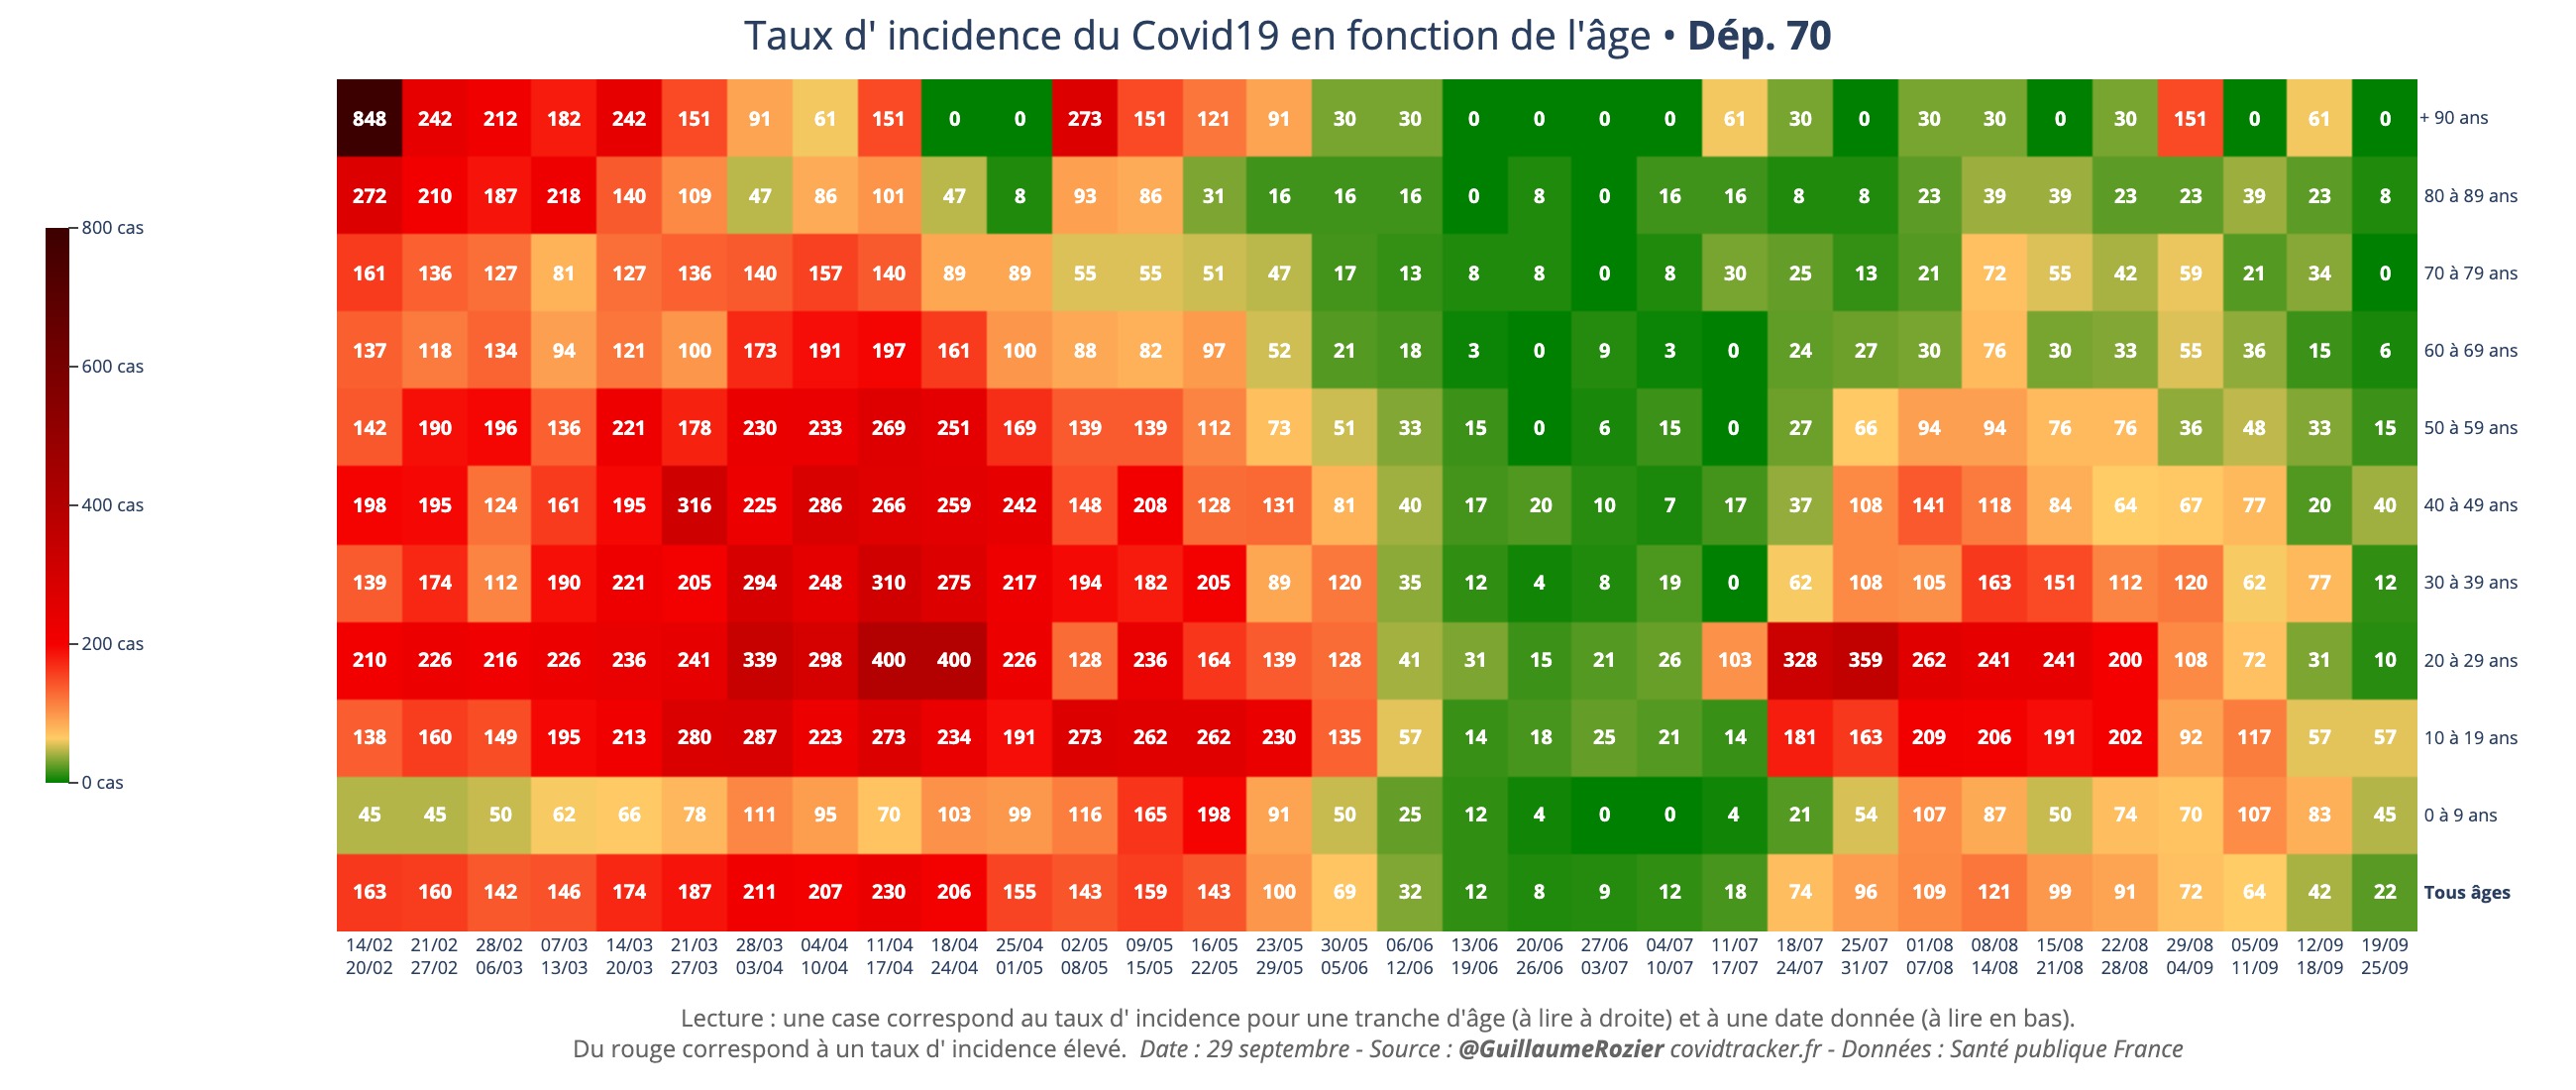 Taux d' incidence du Covid19 en fonction de l'âge • Dép. 70
800 cas
600 cas
400 cas
200 cas
0 cas
848 242 212 182 242 151 91 61 151 0 0 273 151 121 91 30 30 0 0 0 0 61 30 0 30 30 0 30 151 0 61 0 + 90 ans
272 210 187 218 140 109 47 86 101 47 8 93 86 31 16 16 16 0 8 0 16 16 8 8 23 39 39 23 23 39 23 8 80 à 89 ans
161 136 127 81 127 136 140 157 140 89 89 55 55 51 47 17 13 8 8 0 8 30 25 13 21 72 55 42 59 21 34 0 70 à 79 ans
137 118 134 94 121 100 173 191 197 161 100 88 82 97 52 21 18 3 0 9 3 0 24 27 30 76 30 33 55 36 15 6 60 à 69 ans
142 190 196 136 221 178 230 233 269 251 169 139 139 112 73 51 33 15 0 6 15 0 27 66 94 94 76 76 36 48 33 15 50 à 59 ans
198 195 124 161 195 316 225 286 266 259 242 148 208 128 131 81 40 17 20 10 7 17 37 108 141 118 84 64 67 77 20 40 40 à 49 ans
139 174 112 190 221 205 294 248 310 275 217 194 182 205 89 120 35 12 4 8 19 0 62 108 105 163 151 112 120 62 77 12 30 à 39 ans
210 226 216 226 236 241 339 298 400 400 226 128 236 164 139 128 41 31 15 21 26 103 328 359 262 241 241 200 108 72 31 10 20 à 29 ans
138 160 149 195 213 280 287 223 273 234 191 273 262 262 230 135 57 14 18 25 21 14 181 163 209 206 191 202 92 117 57 57 10 à 19 ans
45 45 50 62 66 78 111 95 70 103 99 116 165 198 91 50 25 12 4 0 0 4 21 54 107 87 50 74 70 107 83 45 0 à 9 ans
163 160 142 146 174 187 211 207 230 206 155 143 159 143 100 69 32 12 8 9 12 18 74 96 109 121 99 91 72 64 42 22 Tous âges
14/02 21/02 28/02 07/03 14/03 21/03 28/03 04/04 11/04 18/04 25/04 02/05 09/05 16/05 23/05 30/05 06/06 13/06 20/06 27/06 04/07 11/07 18/07 25/07 01/08 08/08 15/08 22/08 29/08 05/09 12/09 19/09
20/02 27/02 06/03 13/03 20/03 27/03 03/04 10/04 17/04 24/04 01/05 08/05 15/05 22/05 29/05 05/06 12/06 19/06 26/06 03/07 10/07 17/07 24/07 31/07 07/08 14/08 21/08 28/08 04/09 11/09 18/09 25/09
Lecture : une case correspond au taux d' incidence pour une tranche d'âge (à lire à droite) et à une date donnée (à lire en bas).
Du rouge correspond à un taux d' incidence élevé. Date : 29 septembre - Source : @GuillaumeRozier covidtracker.fr - Données : Santé publique France